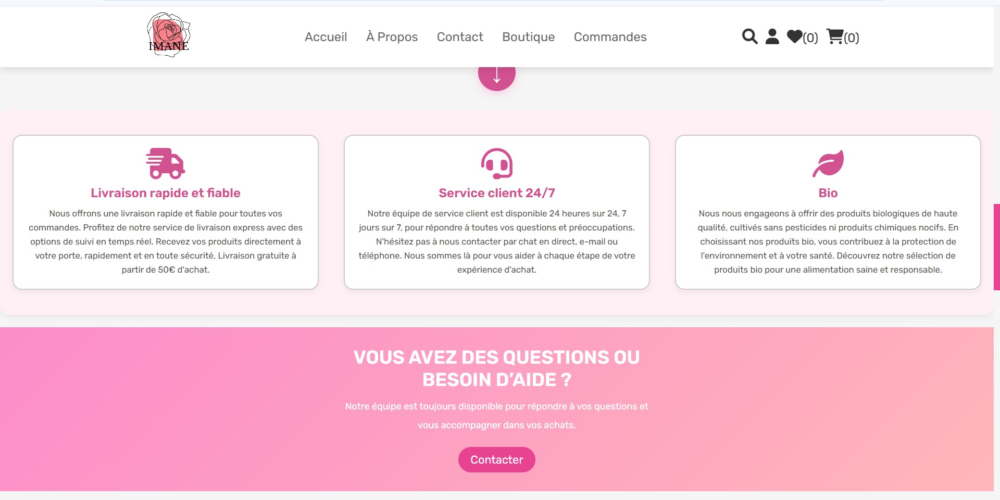 IMANE
Accueil À Propos Contact Boutique Commandes (0) (0)
Livraison rapide et fiable
Nous offrons une livraison rapide et fiable pour toutes vos
commandes. Profitez de notre service de livraison express avec des
options de suivi en temps réel. Recevez vos produits directement à
votre porte, rapidement et en toute sécurité. Livraison gratuite à
partir de 50€ d'achat.
Service client 24/7
Notre équipe de service client est disponible 24 heures sur 24, 7
jours sur 7, pour répondre à toutes vos questions et préoccupations.
N'hésitez pas à nous contacter par chat en direct, e-mail ou
téléphone. Nous sommes là pour vous aider à chaque étape de votre
expérience d'achat.
Bio
Nous nous engageons à offrir des produits biologiques de haute
qualité, cultivés sans pesticides ni produits chimiques nocifs. En
choisissant nos produits bio, vous contribuez à la protection de
l'environnement et à votre santé. Découvrez notre sélection de
produits bio pour une alimentation saine et responsable.
VOUS AVEZ DES QUESTIONS OU
BESOIN D’AIDE ?
Notre équipe est toujours disponible pour répondre à vos questions et
vous accompagner dans vos achats.
Contacter